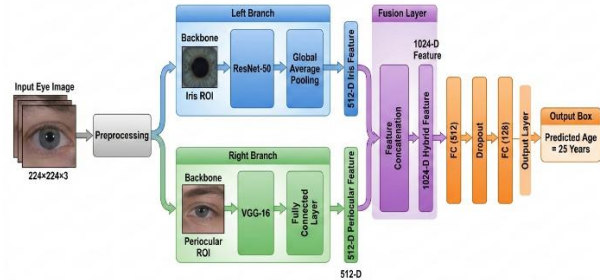 Input Eye Image
224×224×3
Preprocessing
Left Branch
Backbone
Iris ROI
ResNet-50
Global
Average
Pooling
512-D Iris Feature
Right Branch
Backbone
Periocular
ROI
VGG-16
Fully
Connected
Layer
512-D Periocular Feature
512-D
Fusion Layer
1024-D
Feature
Feature
Concatenation
1024-D Hybrid Feature
FC (512)
Dropout
FC (128)
Output Layer
Output Box
Predicted Age
= 25 Years